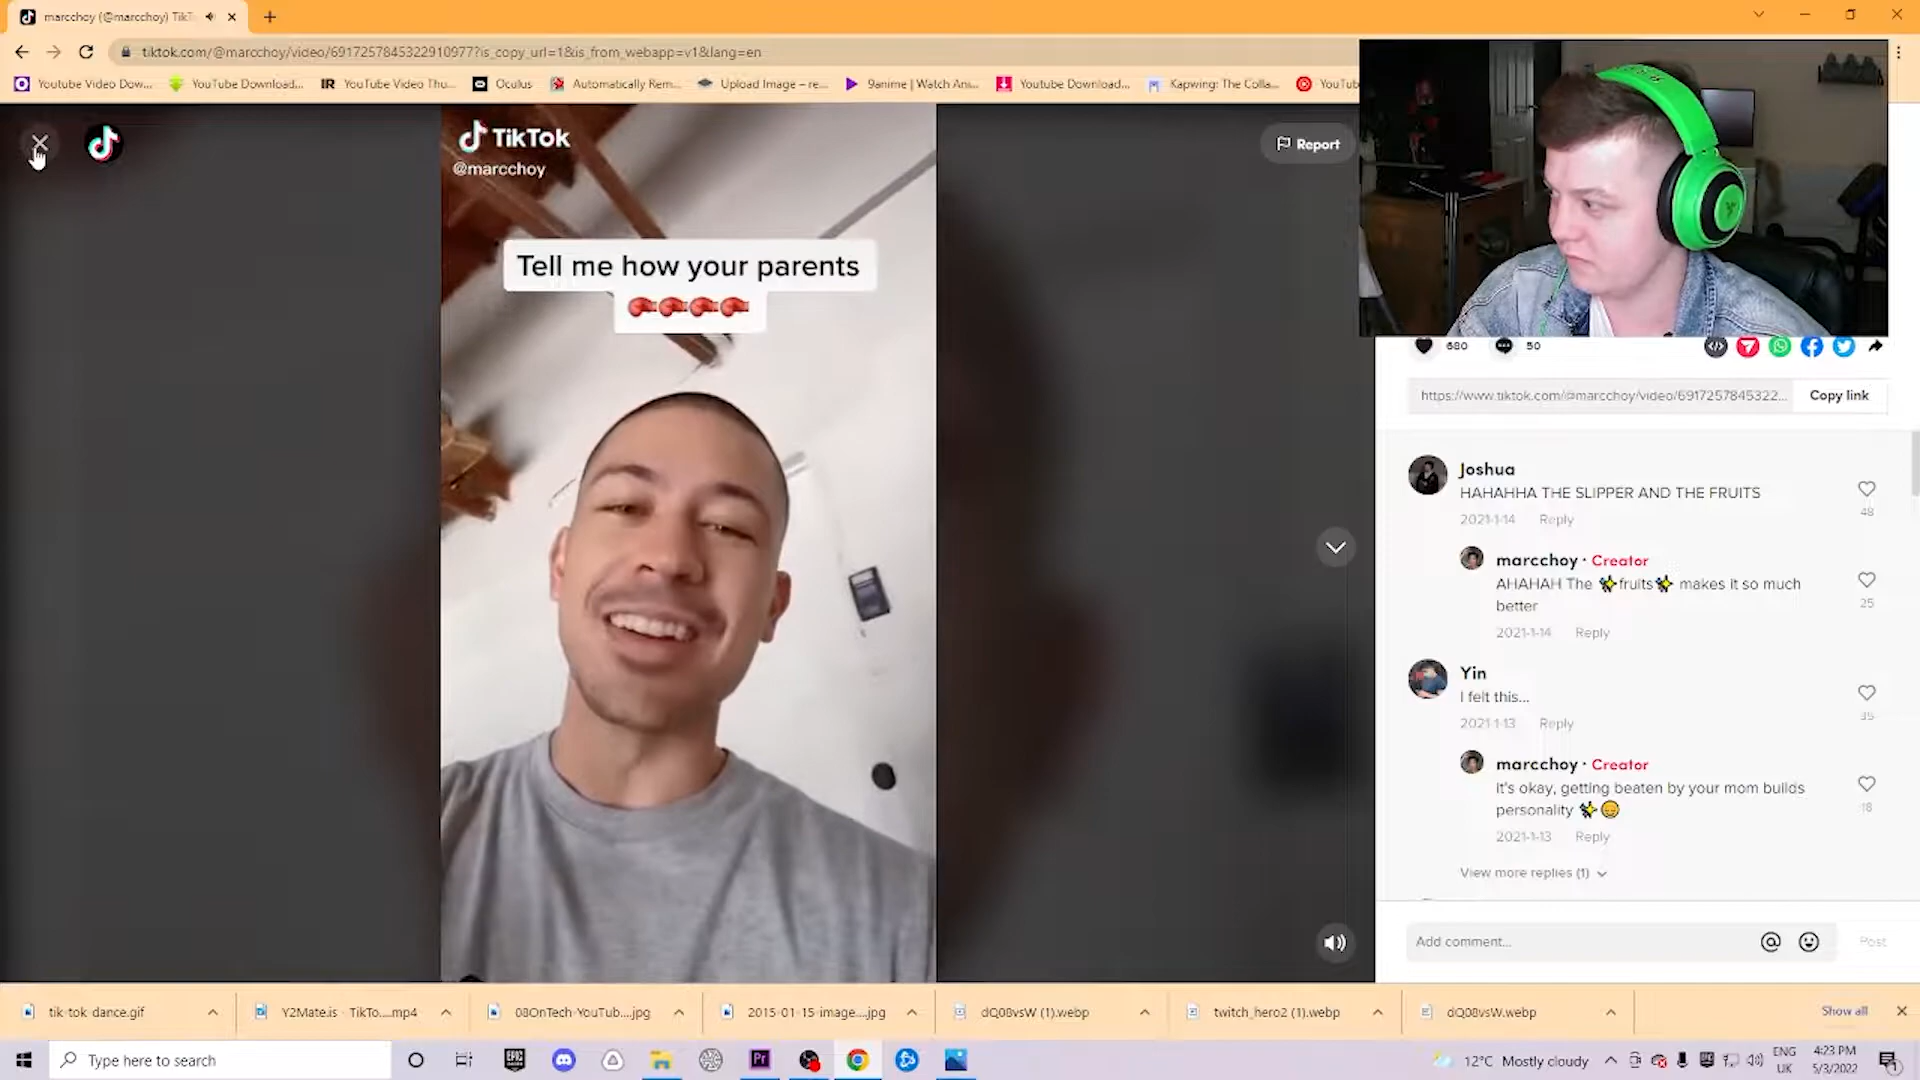 marcchoy (@marcchoy) TikT
tiktok.com/@marcchoy/video/6917257845322910977?is_copy_url=1&is_from_webapp=v1&lang=en
Youtube Video Dow...
YouTube Download...
IR YouTube Video Thu...
Oculus
Automatically Rem...
Upload Image – re...
9anime | Watch Ani...
Youtube Download...
Kapwing: The Colla...
YouTub
TikTok
@marcchoy
Report
Tell me how your parents
680 50
https://www.tiktok.com/@marcchoy/video/6917257845322... Copy link
Joshua
HAHAHHA THE SLIPPER AND THE FRUITS
48
2021-1-14 Reply
marcchoy · Creator
AHAHAH The ✨fruits✨ makes it so much
better
25
2021-1-14 Reply
Yin
I felt this...
35
2021-1-13 Reply
marcchoy · Creator
it's okay, getting beaten by your mom builds
personality ✨😌
18
2021-1-13 Reply
View more replies (1)
Add comment... Post
tik-tok-dance.gif
Y2Mate.is - TikTo....mp4
08OnTech-YouTub....jpg
2015-01-15-image....jpg
dQ08vsW (1).webp
twitch_hero2 (1).webp
dQ08vsW.webp
Show all
Type here to search
EPIC
Pr
12°C Mostly cloudy
ENG
UK
4:23 PM
5/3/2022